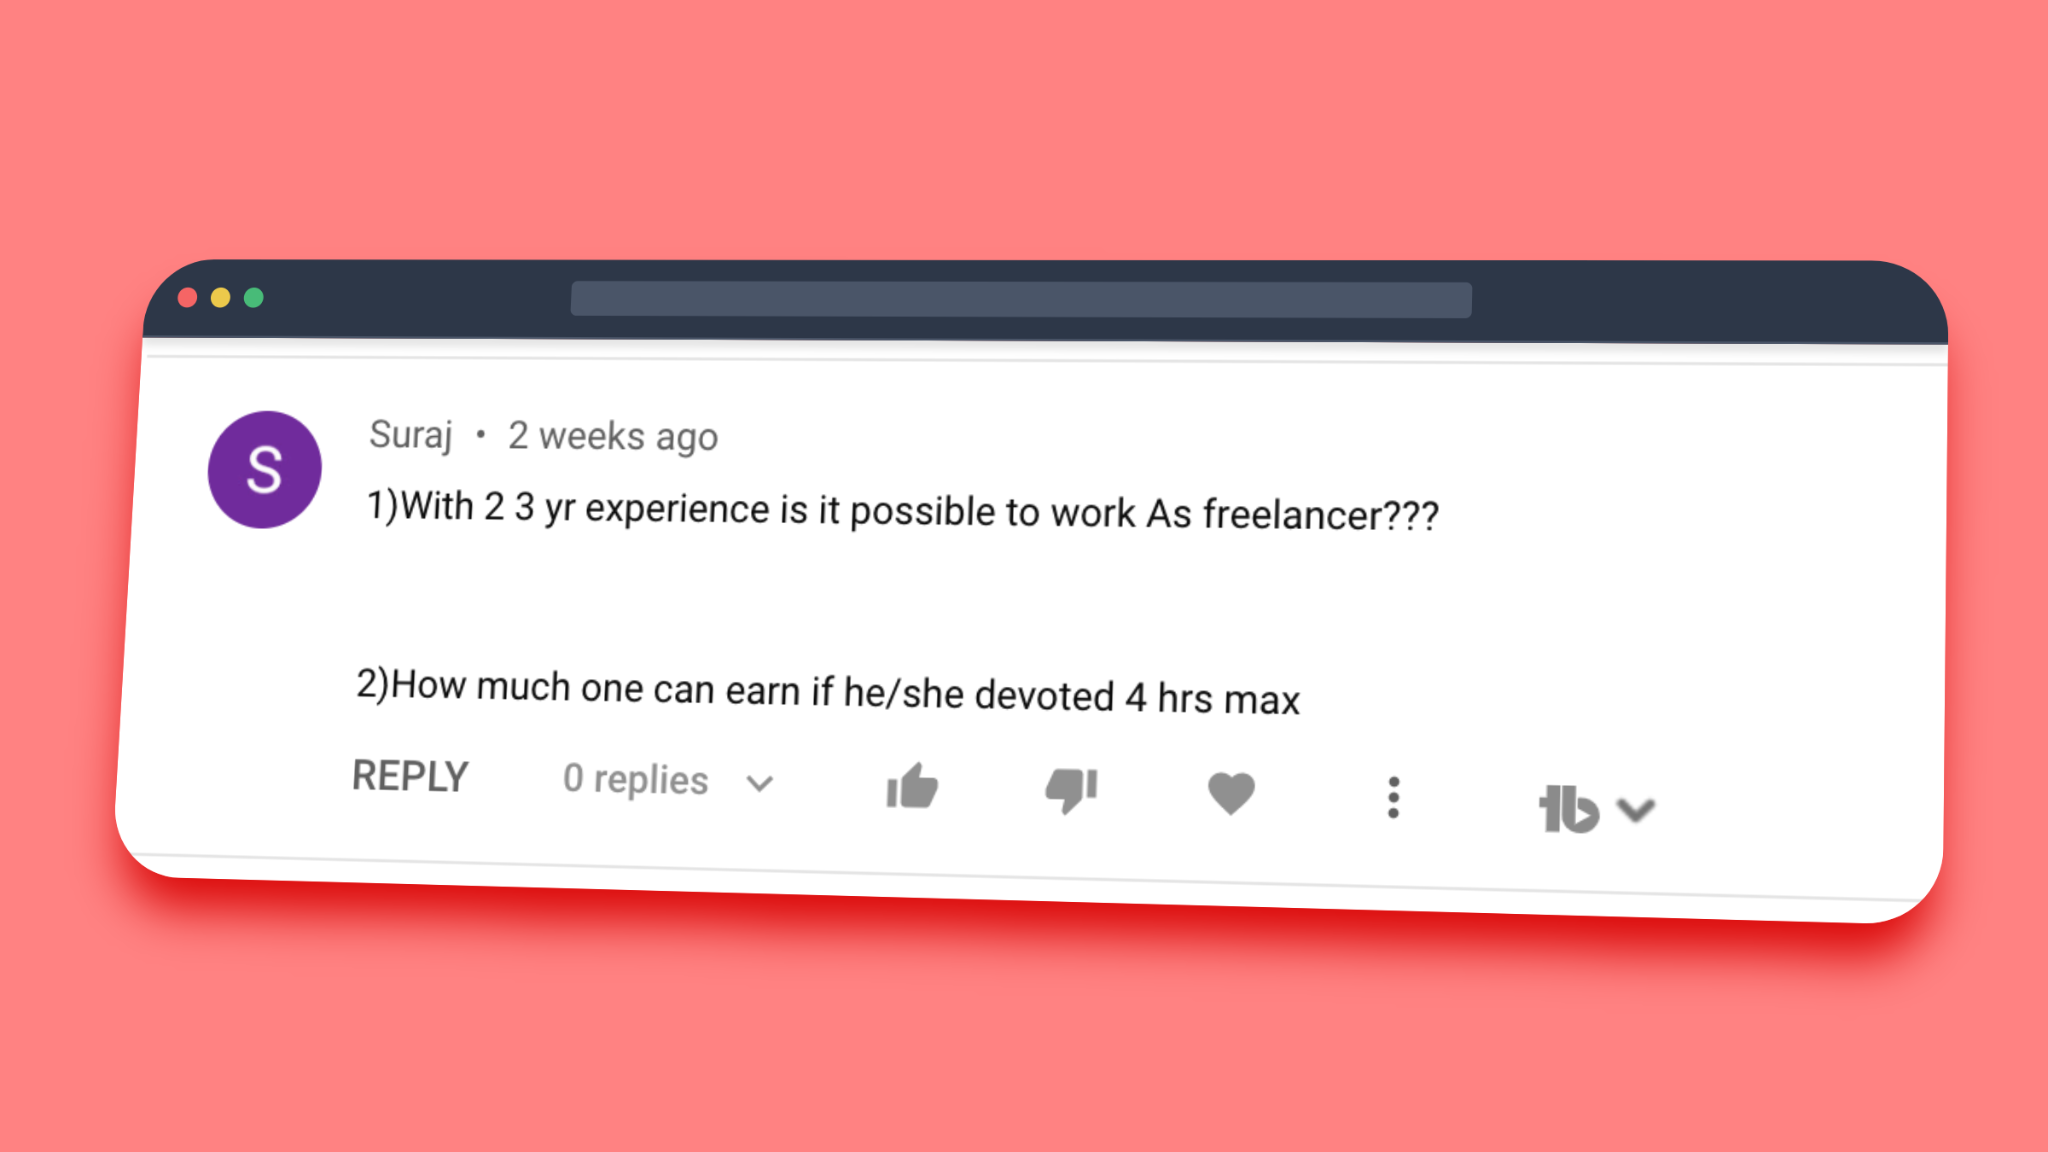 S
Suraj • 2 weeks ago
1)With 2 3 yr experience is it possible to work As freelancer???
2)How much one can earn if he/she devoted 4 hrs max
REPLY 0 replies